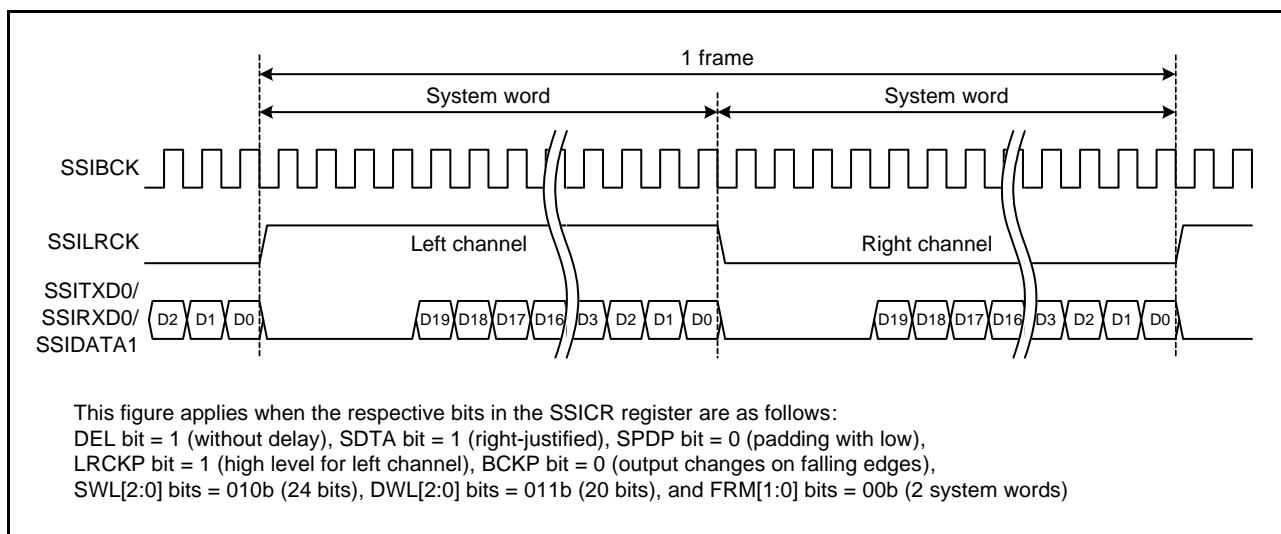 1 frame
System word System word
SSIBCK
SSILRCK Left channel Right channel
SSITXD0/
SSIRXD0/ D2 D1 D0 D19 D18 D17 D16 D3 D2 D1 D0 D19 D18 D17 D16 D3 D2 D1 D0
SSIDATA1
This figure applies when the respective bits in the SSICR register are as follows:
DEL bit = 1 (without delay), SDTA bit = 1 (right-justified), SPDP bit = 0 (padding with low),
LRCKP bit = 1 (high level for left channel), BCKP bit = 0 (output changes on falling edges),
SWL[2:0] bits = 010b (24 bits), DWL[2:0] bits = 011b (20 bits), and FRM[1:0] bits = 00b (2 system words)